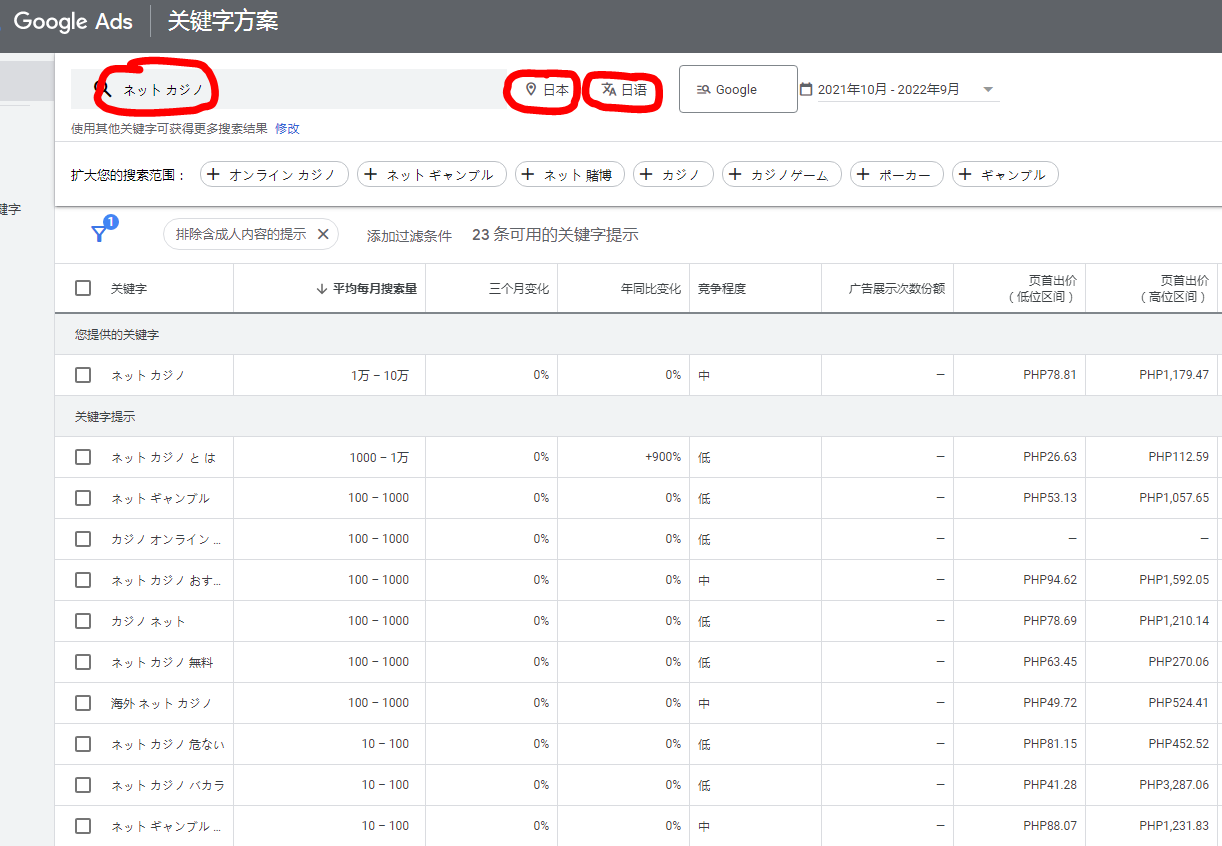 Google Ads 关键字方案
ネット カジノ 日本 日语 Google 2021年10月 - 2022年9月
使用其他关键字可获得更多搜索结果 修改
扩大您的搜索范围： オンライン カジノ ネット ギャンブル ネット 賭博 カジノ カジノゲーム ポーカー ギャンブル
键字
1 排除含成人内容的提示 添加过滤条件 23 条可用的关键字提示
关键字 平均每月搜索量 三个月变化 年同比变化 竞争程度 广告展示次数份额 页首出价（低位区间） 页首出价（高位区间）
您提供的关键字
ネット カジノ 1万 – 10万 0% 0% 中 – PHP78.81 PHP1,179.47
关键字提示
ネット カジノ と は 1000 – 1万 0% +900% 低 – PHP26.63 PHP112.59
ネット ギャンブル 100 – 1000 0% 0% 低 – PHP53.13 PHP1,057.65
カジノ オンライン ... 100 – 1000 0% 0% 低 – – –
ネット カジノ おす... 100 – 1000 0% 0% 中 – PHP94.62 PHP1,592.05
カジノ ネット 100 – 1000 0% 0% 低 – PHP78.69 PHP1,210.14
ネット カジノ 無料 100 – 1000 0% 0% 低 – PHP63.45 PHP270.06
海外 ネット カジノ 100 – 1000 0% 0% 中 – PHP49.72 PHP524.41
ネット カジノ 危ない 10 – 100 0% 0% 低 – PHP81.15 PHP452.52
ネット カジノ バカラ 10 – 100 0% 0% 低 – PHP41.28 PHP3,287.06
ネット ギャンブル ... 10 – 100 0% 0% 中 – PHP88.07 PHP1,231.83